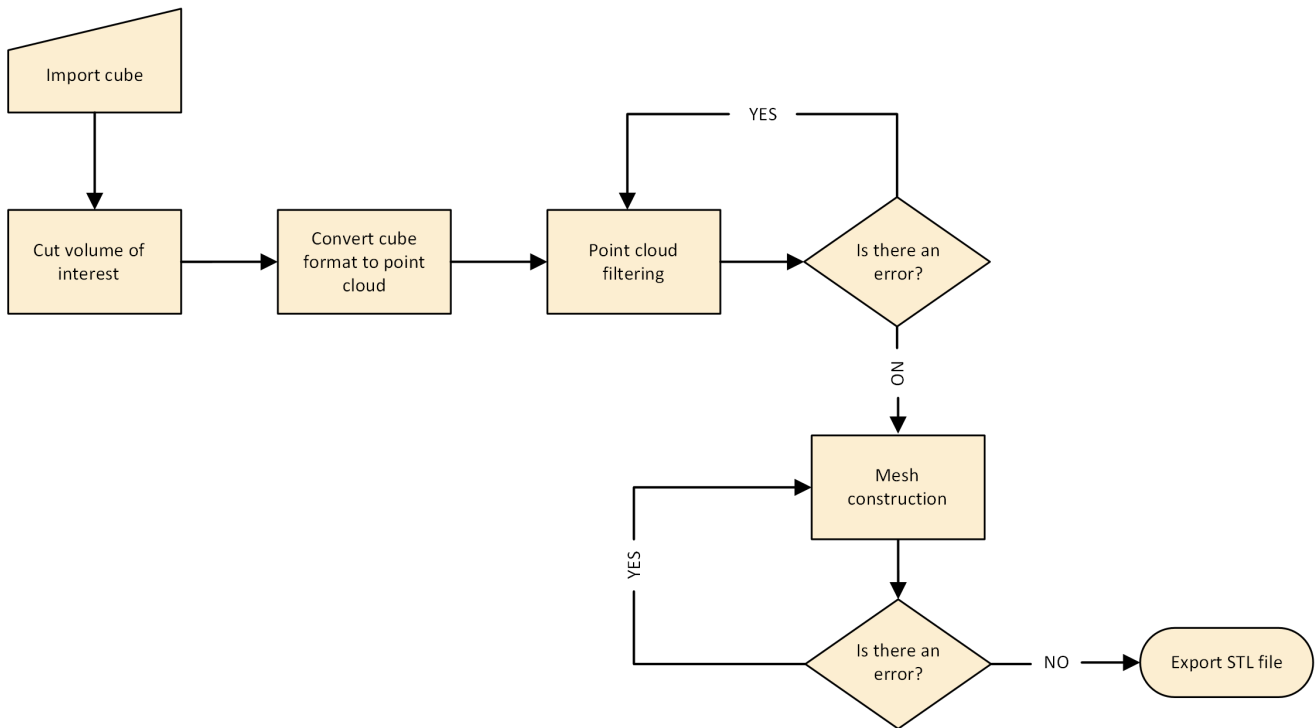 Import cube
YES
Cut volume of
interest
Convert cube
format to point
cloud
Point cloud
filtering
Is there an
error?
NO
Mesh
construction
YES
Is there an
error?
NO
Export STL file